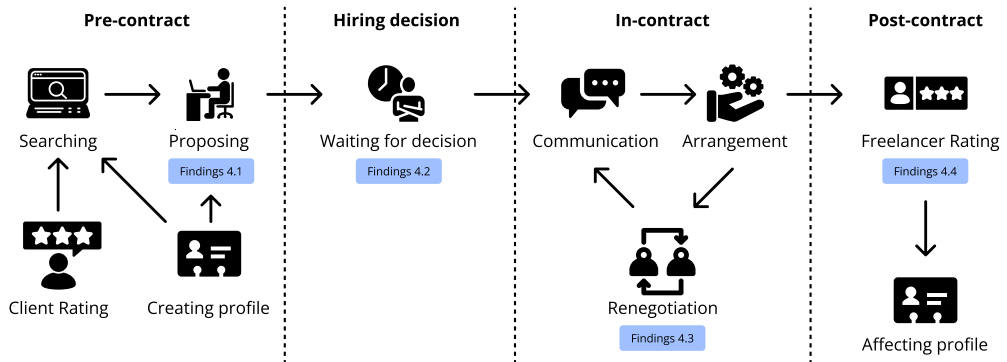 Pre-contract
Hiring decision
In-contract
Post-contract
Searching
Proposing
Waiting for decision
Communication
Arrangement
Freelancer Rating
Findings 4.1
Findings 4.2
Findings 4.4
Client Rating
Creating profile
Renegotiation
Findings 4.3
Affecting profile